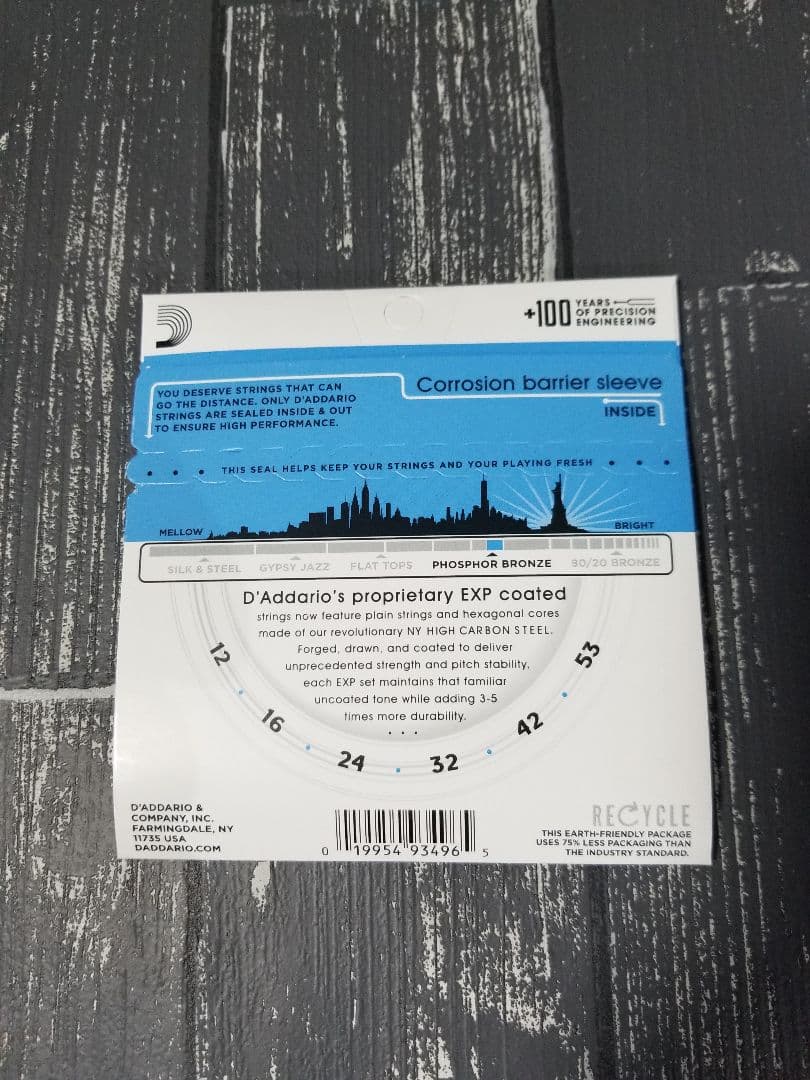 +100 YEARS
OF PRECISION
ENGINEERING
YOU DESERVE STRINGS THAT CAN
GO THE DISTANCE. ONLY D'ADDARIO
STRINGS ARE SEALED INSIDE & OUT
TO ENSURE HIGH PERFORMANCE.
Corrosion barrier sleeve
INSIDE
• • • THIS SEAL HELPS KEEP YOUR STRINGS AND YOUR PLAYING FRESH • • •
MELLOW
BRIGHT
SILK & STEEL GYPSY JAZZ FLAT TOPS PHOSPHOR BRONZE 80/20 BRONZE
D'Addario's proprietary EXP coated
strings now feature plain strings and hexagonal cores
made of our revolutionary NY HIGH CARBON STEEL.
Forged, drawn, and coated to deliver
unprecedented strength and pitch stability,
each EXP set maintains that familiar
uncoated tone while adding 3-5
times more durability.
• • •
12 • 16 • 24 • 32 • 42 • 53
D'ADDARIO &
COMPANY, INC.
FARMINGDALE, NY
11735 USA
DADDARIO.COM
0 19954 93496 5
RECYCLE
THIS EARTH-FRIENDLY PACKAGE
USES 75% LESS PACKAGING THAN
THE INDUSTRY STANDARD.